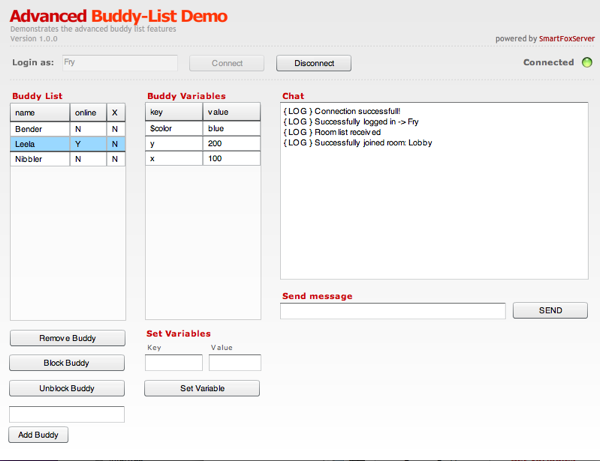 Advanced Buddy-List Demo
Demonstrates the advanced buddy list features
Version 1.0.0
powered by SmartFoxServer
Login as: Fry Connect Disconnect Connected
Buddy List
name online X
Bender N N
Leela Y N
Nibbler N N
Remove Buddy
Block Buddy
Unblock Buddy
Add Buddy
Buddy Variables
key value
$color blue
y 200
x 100
Set Variables
Key Value
Set Variable
Chat
{ LOG } Connection successfull!
{ LOG } Successfully logged in -> Fry
{ LOG } Room list received
{ LOG } Successfully joined room: Lobby
Send message
SEND